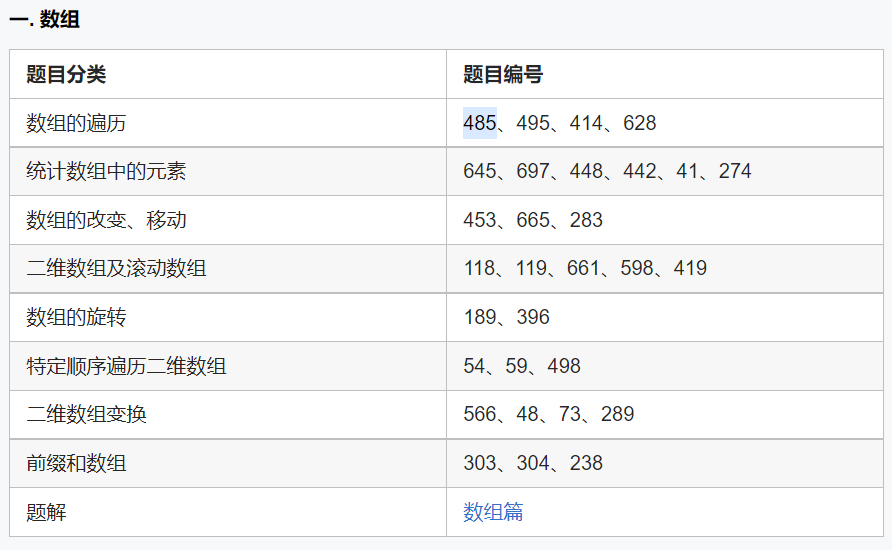 一. 数组
题目分类 题目编号
数组的遍历 485、495、414、628
统计数组中的元素 645、697、448、442、41、274
数组的改变、移动 453、665、283
二维数组及滚动数组 118、119、661、598、419
数组的旋转 189、396
特定顺序遍历二维数组 54、59、498
二维数组变换 566、48、73、289
前缀和数组 303、304、238
题解 数组篇